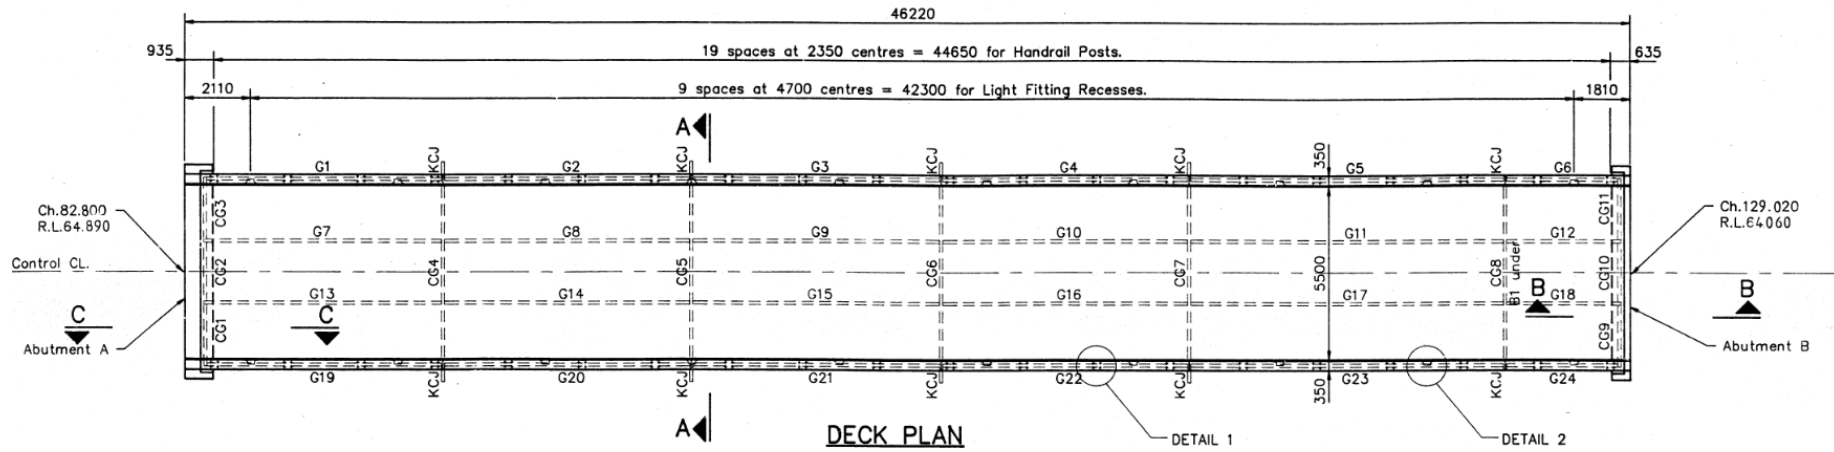 46220
935
19 spaces at 2350 centres = 44650 for Handrail Posts.
635
2110
9 spaces at 4700 centres = 42300 for Light Fitting Recesses.
1810
A
KCJ
KCJ
KCJ
KCJ
KCJ
350
G1
G2
G3
G4
G5
G6
Ch.82.800
R.L.64.890
CG3
CG11
Ch.129.020
R.L.64060
G7
G8
G9
G10
G11
G12
Control CL.
CG2
CG4
CG5
CG6
CG7
5500
CG8
B1 under
CG10
G13
G14
G15
G16
G17
G18
C
C
B
B
Abutment A
CG1
CG9
Abutment B
G19
G20
G21
G22
G23
G24
KCJ
KCJ
KCJ
KCJ
350
KCJ
A
DECK PLAN
DETAIL 1
DETAIL 2